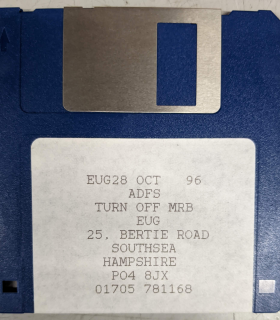 EUG28 OCT 96
ADFS
TURN OFF MRB
EUG
25. BERTIE ROAD
SOUTHSEA
HAMPSHIRE
PO4 8JX
01705 781168